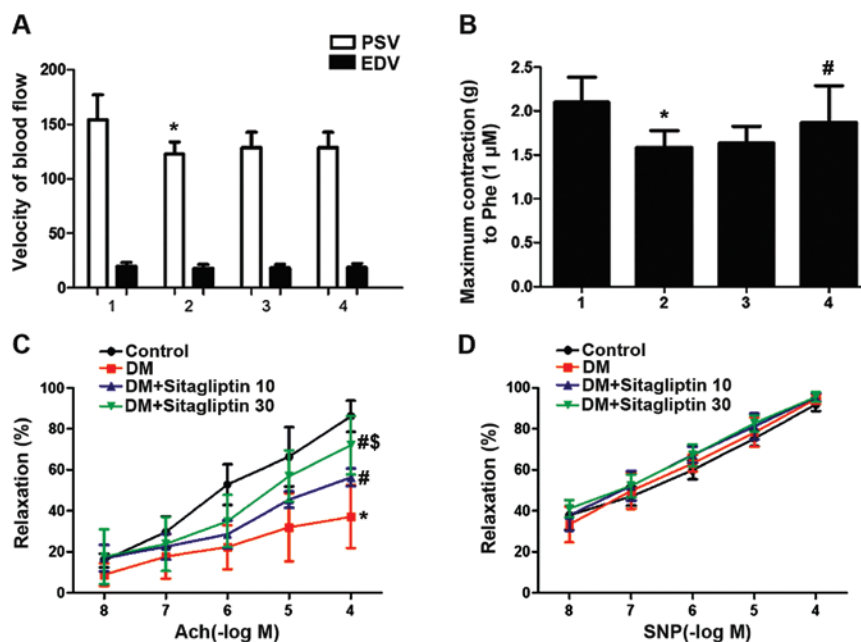 A
PSV
EDV
Velocity of blood flow
200
150
100
50
0
*
1 2 3 4
B
Maximum contraction (g)
to Phe (1 µM)
2.5
2.0
1.5
1.0
0.5
0.0
*
#
1 2 3 4
C
Control
DM
DM+Sitagliptin 10
DM+Sitagliptin 30
Relaxation (%)
100
80
60
40
20
0
#$
#
*
8 7 6 5 4
Ach(-log M)
D
Control
DM
DM+Sitagliptin 10
DM+Sitagliptin 30
Relaxation (%)
100
80
60
40
20
0
8 7 6 5 4
SNP(-log M)